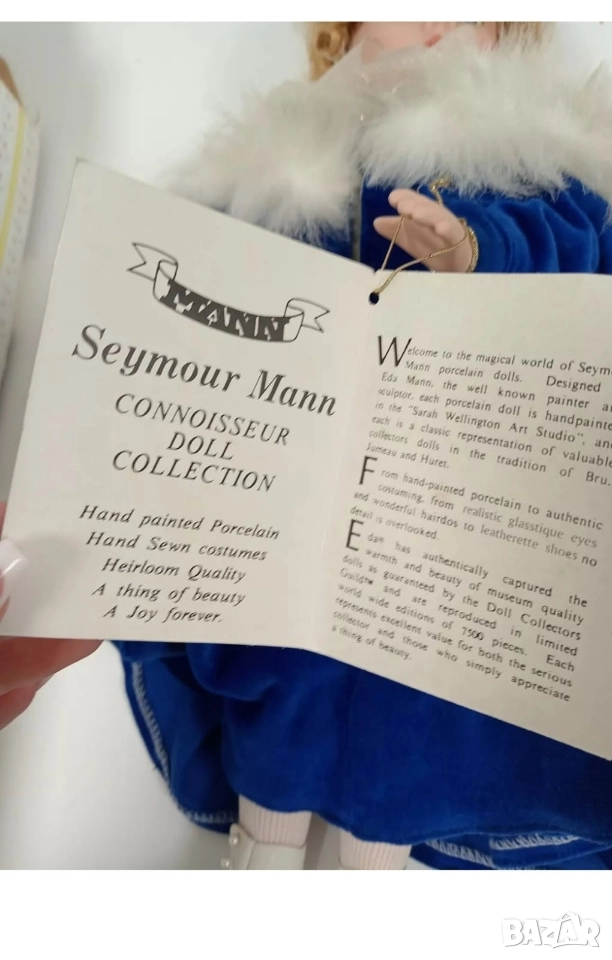 MANN
Seymour Mann
CONNOISSEUR
DOLL
COLLECTION
Hand painted Porcelain
Hand Sewn costumes
Heirloom Quality
A thing of beauty
A Joy forever.
Welcome to the magical world of Seym
Mann porcelain dolls. Designed
Eda Mann, the well known painter an
sculptor, each porcelain doll is handpainte
in the "Sarah Wellington Art Studio", and
each is a classic representation of valuable
collectors dolls in the tradition of Bru,
Jumeau and Huret.
From hand-painted porcelain to authentic
costuming, from realistic glasstique eyes
and wonderful hairdos to leatherette shoes no
detail is overlooked.
Eda has authentically captured the
warmth and beauty of museum quality
dolls as guaranteed by the Doll Collectors
Guild and are reproduced in limited
world wide editions of 7500 pieces. Each
represents excellent value for both the serious
collector and those who simply appreciate
a thing of beauty.
BAZAR